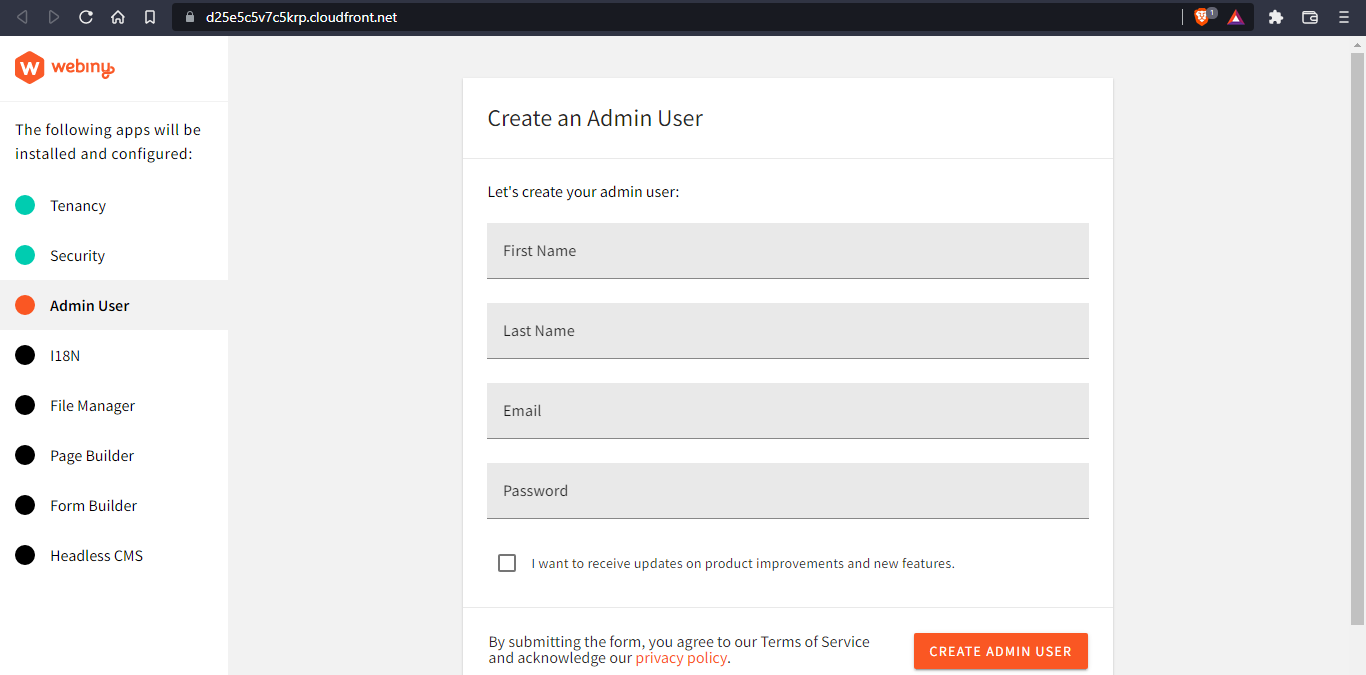 d25e5c5v7c5krp.cloudfront.net
1
W webiny
The following apps will be
installed and configured:
Tenancy
Security
Admin User
I18N
File Manager
Page Builder
Form Builder
Headless CMS
Create an Admin User
Let's create your admin user:
First Name
Last Name
Email
Password
I want to receive updates on product improvements and new features.
By submitting the form, you agree to our Terms of Service
and acknowledge our privacy policy.
CREATE ADMIN USER